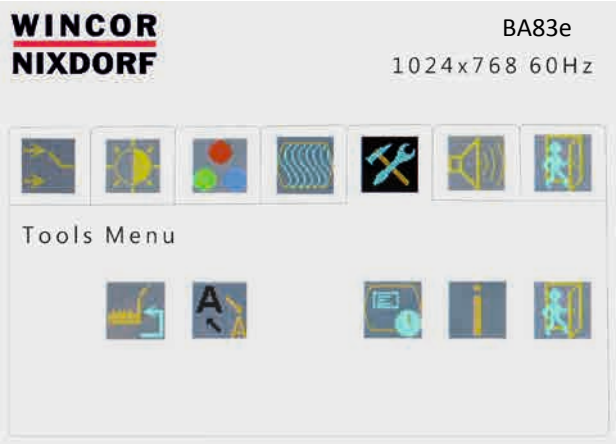 WINCOR
NIXDORF
BA83e
1024x768 60Hz
Tools Menu
A
A
i